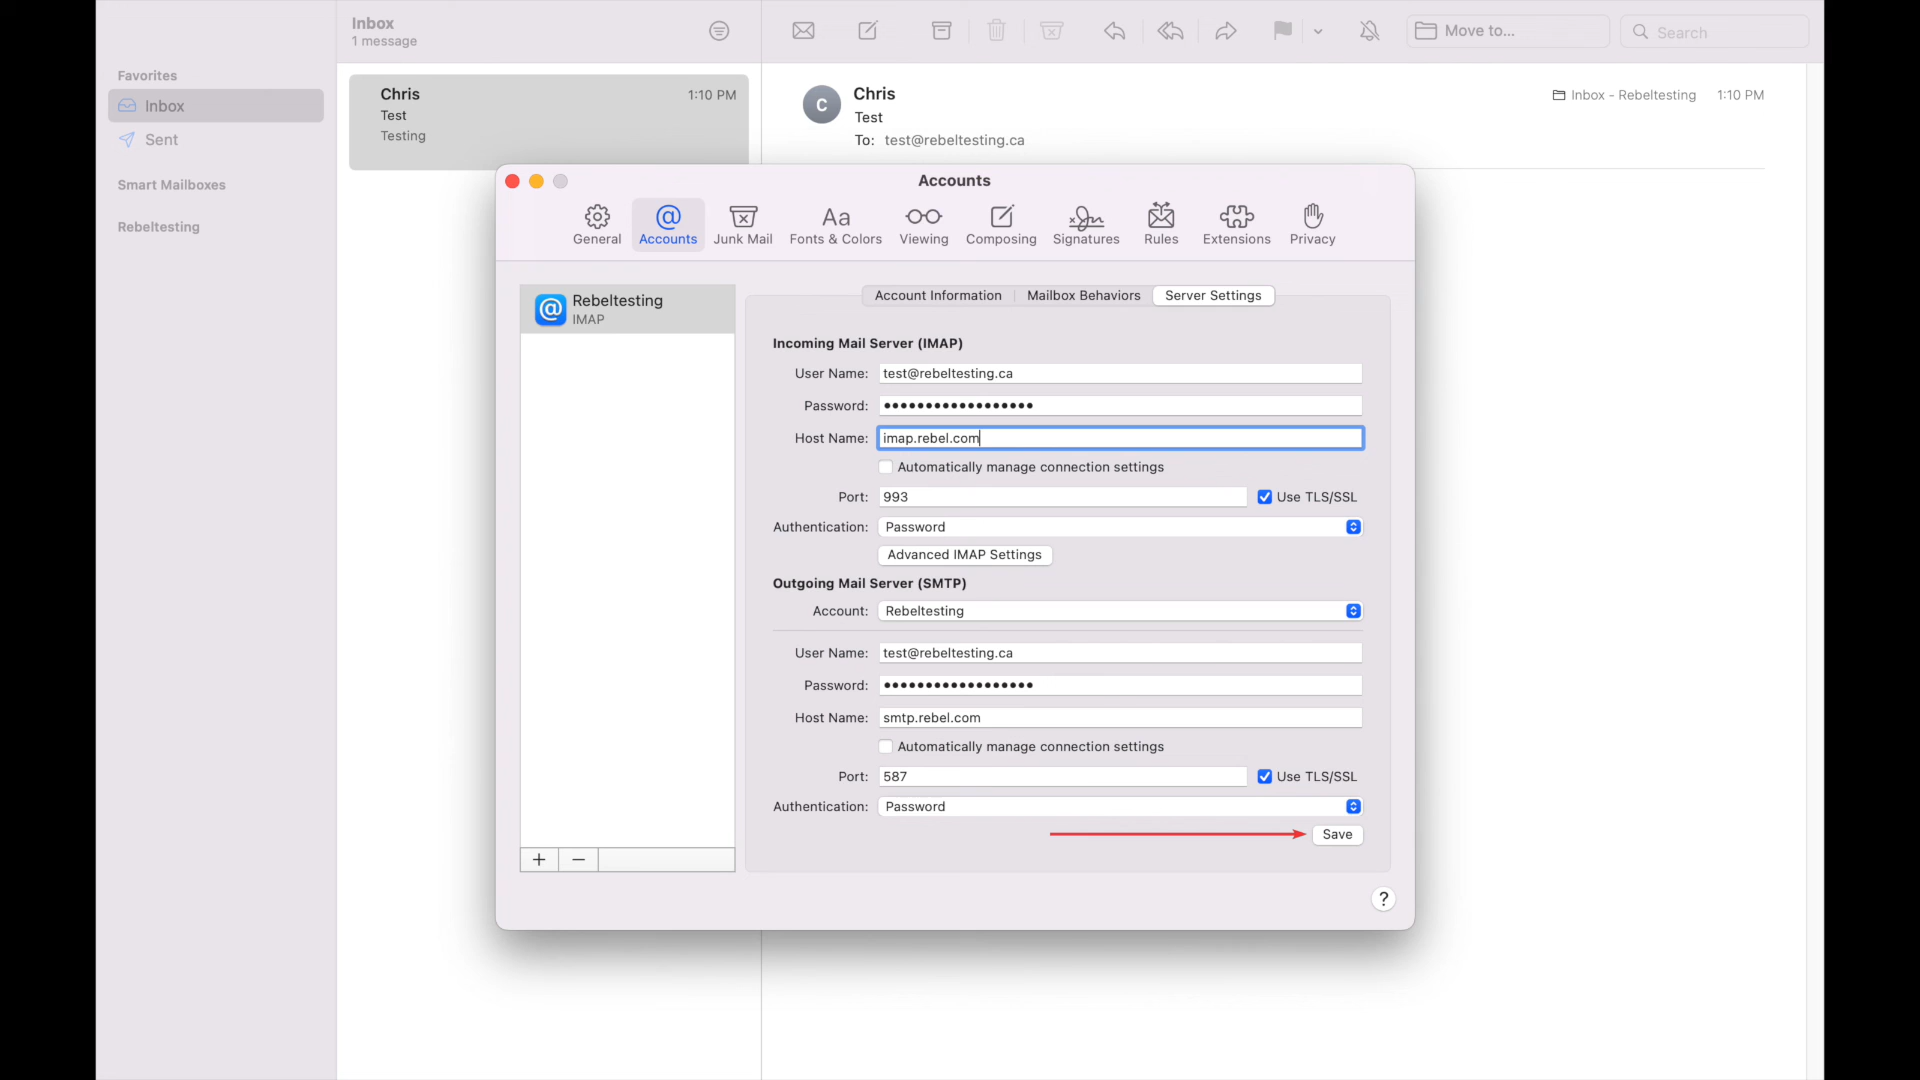 Inbox
1 message
Move to...
Search
Favorites
Inbox
Sent
Smart Mailboxes
Rebeltesting
Chris
1:10 PM
Test
Testing
C
Chris
Inbox - Rebeltesting
1:10 PM
Test
To: test@rebeltesting.ca
Accounts
General
@
Accounts
Junk Mail
Aa
Fonts & Colors
Viewing
Composing
Signatures
Rules
Extensions
Privacy
@
Rebeltesting
IMAP
Account Information
Mailbox Behaviors
Server Settings
Incoming Mail Server (IMAP)
User Name: test@rebeltesting.ca
Password: ••••••••••••••••••
Host Name: imap.rebel.com
Automatically manage connection settings
Port: 993
Use TLS/SSL
Authentication: Password
Advanced IMAP Settings
Outgoing Mail Server (SMTP)
Account: Rebeltesting
User Name: test@rebeltesting.ca
Password: ••••••••••••••••••
Host Name: smtp.rebel.com
Automatically manage connection settings
Port: 587
Use TLS/SSL
Authentication: Password
Save
+ −
?